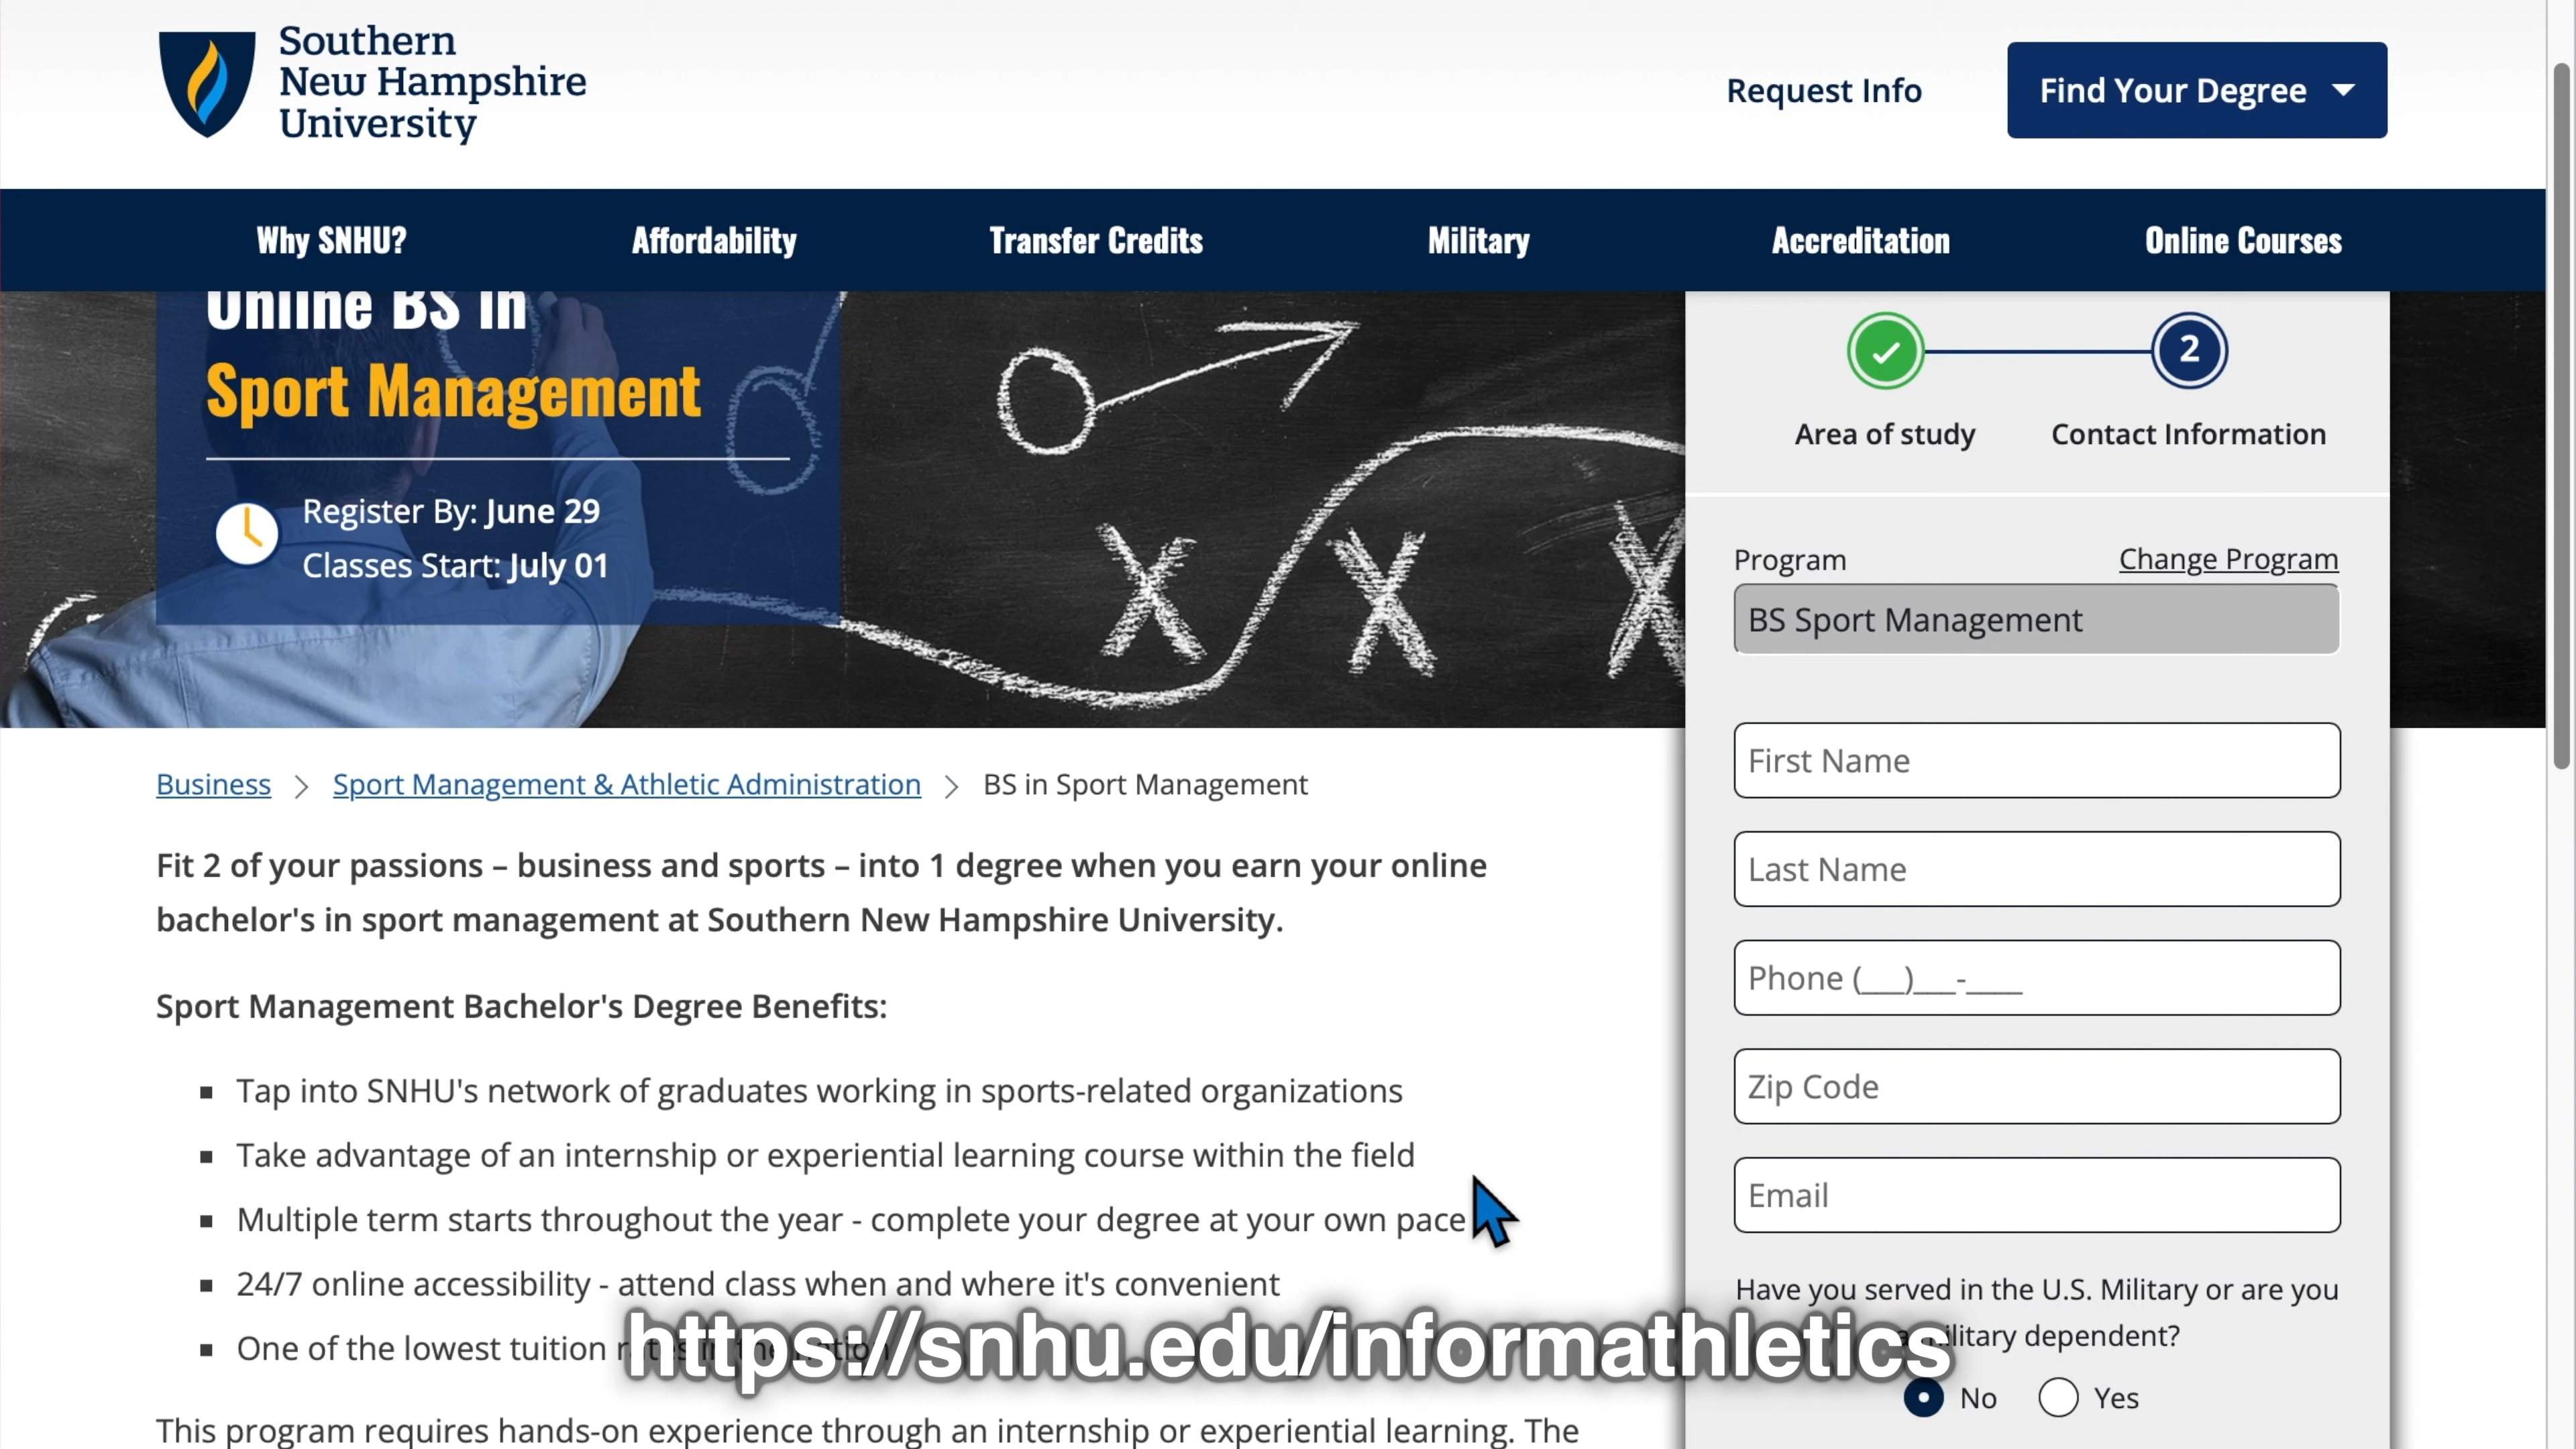 Southern
New Hampshire
University
Request Info
Find Your Degree
Why SNHU?
Affordability
Transfer Credits
Military
Accreditation
Online Courses
Online BS in
Sport Management
Register By: June 29
Classes Start: July 01
2
Area of study
Contact Information
Program
Change Program
BS Sport Management
First Name
Last Name
Phone (___)___-____
Zip Code
Email
Have you served in the U.S. Military or are you
a military dependent?
No
Yes
Business > Sport Management & Athletic Administration > BS in Sport Management
Fit 2 of your passions – business and sports – into 1 degree when you earn your online
bachelor's in sport management at Southern New Hampshire University.
Sport Management Bachelor's Degree Benefits:
▪ Tap into SNHU's network of graduates working in sports-related organizations
▪ Take advantage of an internship or experiential learning course within the field
▪ Multiple term starts throughout the year - complete your degree at your own pace
▪ 24/7 online accessibility - attend class when and where it's convenient
▪ One of the lowest tuition rates in the nation
This program requires hands-on experience through an internship or experiential learning. The
https://snhu.edu/informathletics